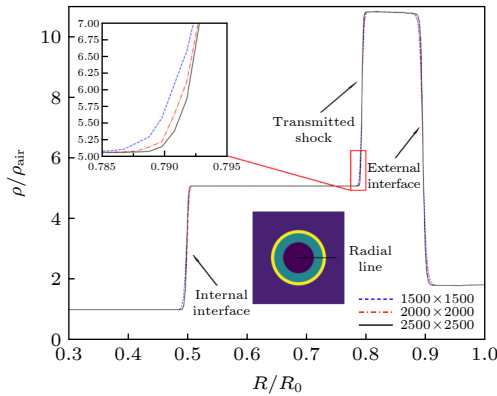 7.00
6.75
6.50
6.25
6.00
5.75
5.50
5.25
5.00
0.785
0.790
0.795
10
8
6
4
2
0
ρ/ρair
Transmitted
shock
External
interface
Internal
interface
Radial
line
1500×1500
2000×2000
2500×2500
0.3
0.4
0.5
0.6
0.7
0.8
0.9
1.0
R/R0